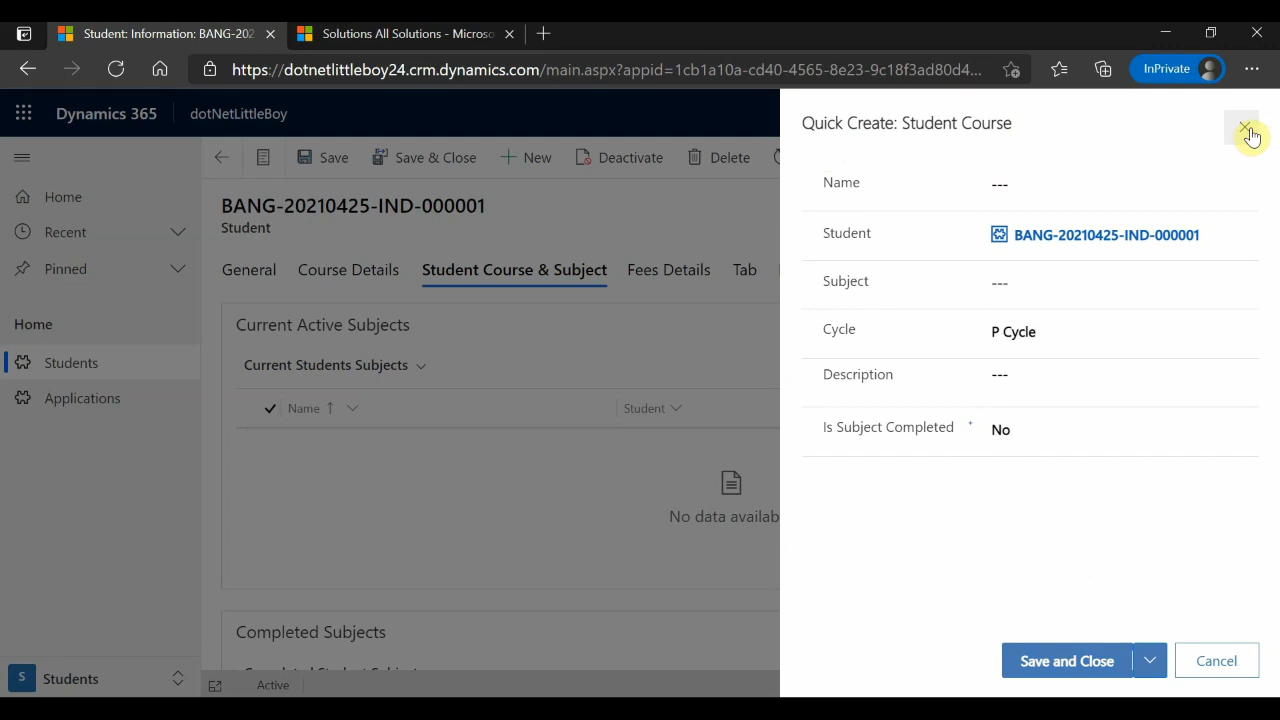 Student: Information: BANG-202
Solutions All Solutions - Microso
https://dotnetlittleboy24.crm.dynamics.com/main.aspx?appid=1cb1a10a-cd40-4565-8e23-9c18f3ad80d4...
InPrivate
Dynamics 365
dotNetLittleBoy
Save
Save & Close
New
Deactivate
Delete
BANG-20210425-IND-000001
Student
General
Course Details
Student Course & Subject
Fees Details
Tab
Home
Recent
Pinned
Home
Students
Applications
Current Active Subjects
Current Students Subjects
Name
Student
No data availab
Completed Subjects
S Students
Active
Quick Create: Student Course
Name ---
Student BANG-20210425-IND-000001
Subject ---
Cycle P Cycle
Description ---
Is Subject Completed + No
Save and Close
Cancel